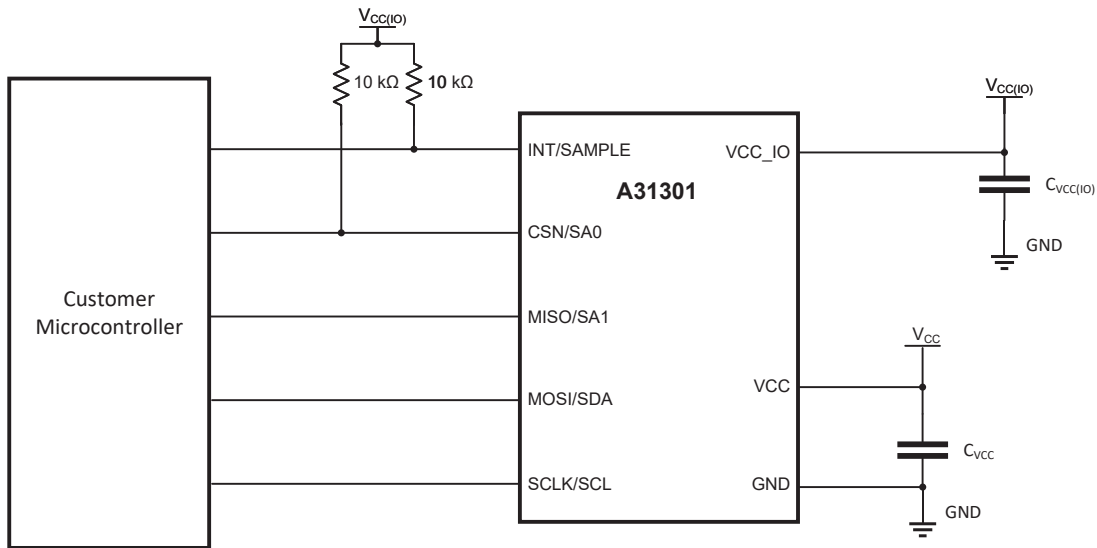 VCC(IO)
10 kΩ 10 kΩ
VCC(IO)
INT/SAMPLE VCC_IO
A31301
CVCC(IO)
CSN/SA0
GND
Customer
Microcontroller
MISO/SA1
VCC
VCC
MOSI/SDA
CVCC
SCLK/SCL GND
GND